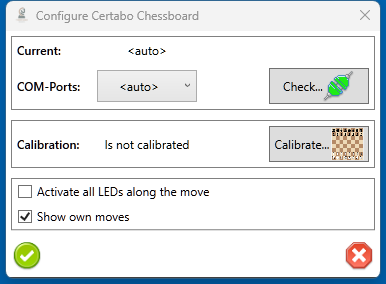 Configure Certabo Chessboard
Current: <auto>
COM-Ports: <auto> Check...
Calibration: Is not calibrated Calibrate...
Activate all LEDs along the move
Show own moves